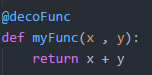 @decoFunc
def myFunc(x , y):
    return x + y